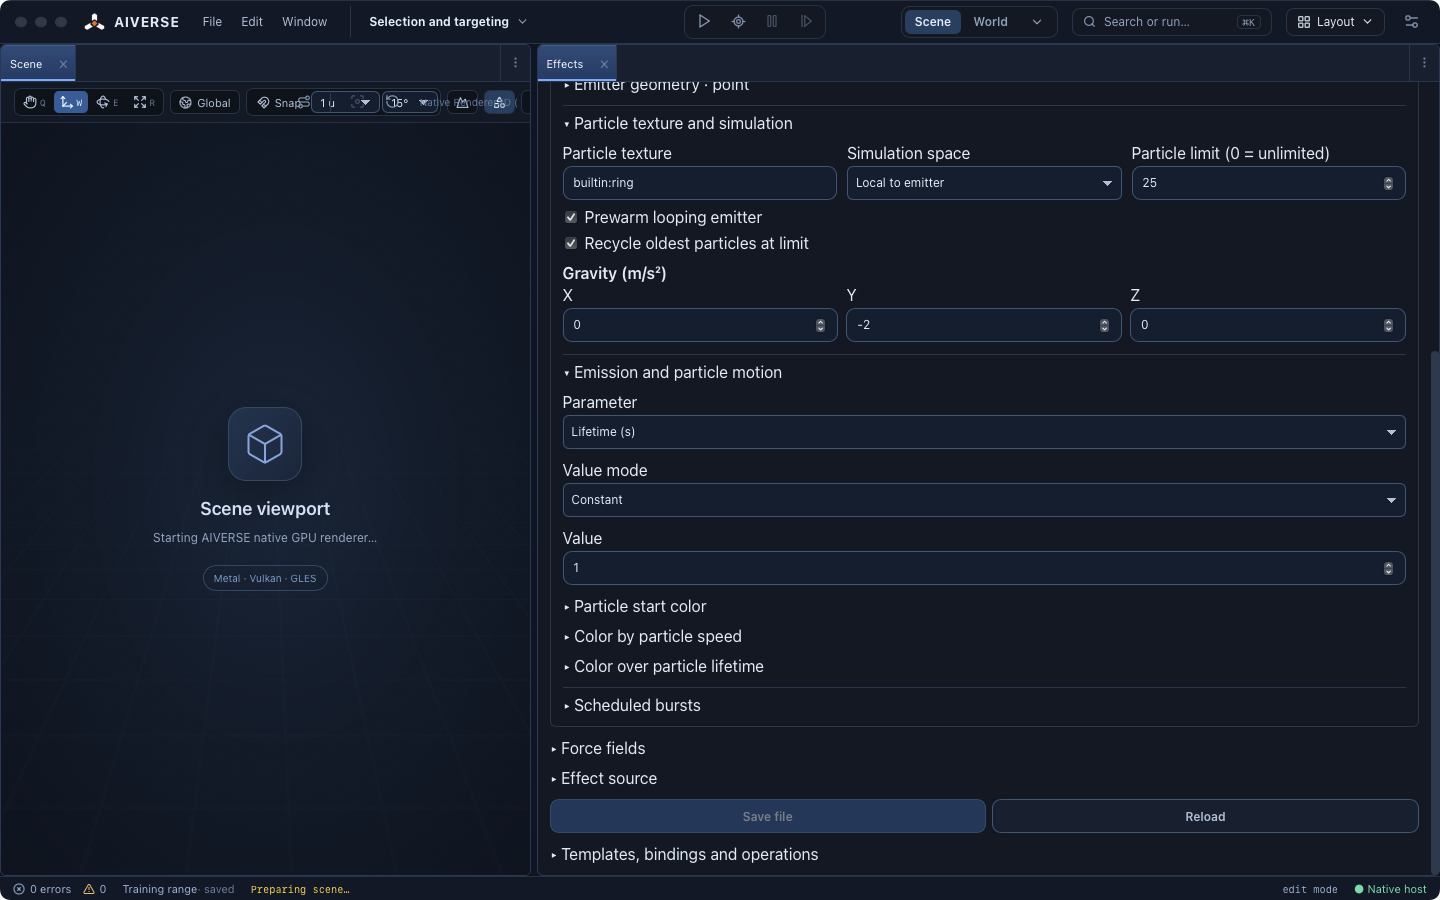 AIVERSE File Edit Window Selection and targeting Scene World Search or run... ⌘K Layout
Scene
Effects
Q W E R Global Snap 1 u 15°
Emitter geometry · point
Particle texture and simulation
Particle texture Simulation space Particle limit (0 = unlimited)
builtin:ring Local to emitter 25
Prewarm looping emitter
Recycle oldest particles at limit
Gravity (m/s²)
X Y Z
0 -2 0
Emission and particle motion
Parameter
Lifetime (s)
Value mode
Constant
Value
1
Particle start color
Color by particle speed
Color over particle lifetime
Scheduled bursts
Force fields
Effect source
Save file Reload
Templates, bindings and operations
Scene viewport
Starting AIVERSE native GPU renderer...
Metal · Vulkan · GLES
0 errors 0 Training range · saved Preparing scene… edit mode Native host